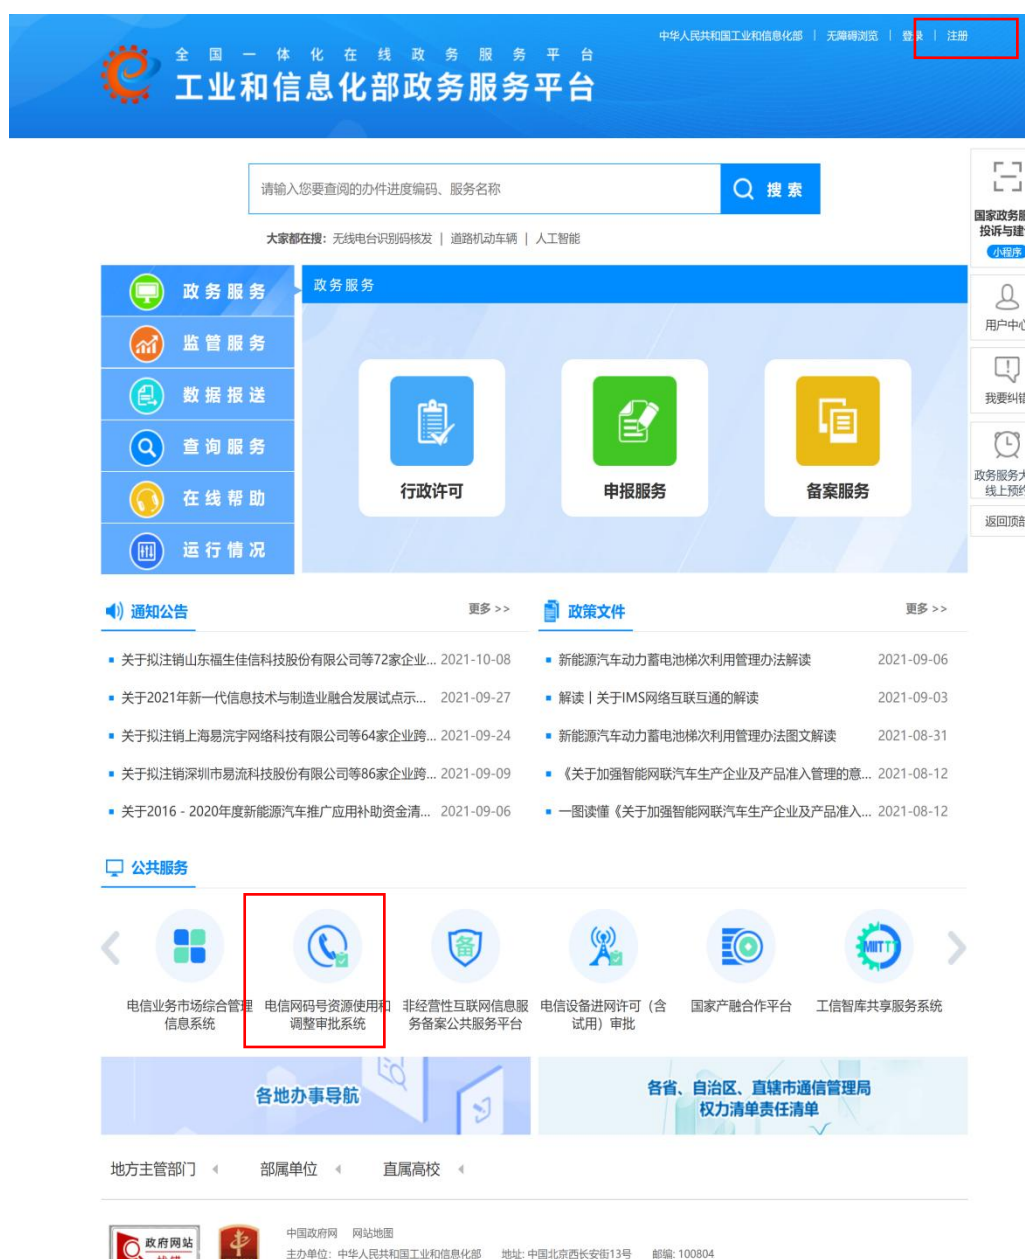 中华人民共和国工业和信息化部 | 无障碍浏览 | 登录 | 注册
全国一体化在线政务服务平台
工业和信息化部政务服务平台
请输入您要查阅的办件进度编码、服务名称
搜索
大家都在搜: 无线电台识别码核发 | 道路机动车辆 | 人工智能
国家政务服
投诉与建
小程序
用户中心
我要纠错
政务服务大
线上预约
返回顶部
政务服务
监管服务
数据报送
查询服务
在线帮助
运行情况
政务服务
行政许可
申报服务
备案服务
通知公告
更多 >>
关于拟注销山东福生佳信科技股份有限公司等72家企业... 2021-10-08
关于2021年新一代信息技术与制造业融合发展试点示... 2021-09-27
关于拟注销上海易浣宇网络科技有限公司等64家企业跨... 2021-09-24
关于拟注销深圳市易流科技股份有限公司等86家企业跨... 2021-09-09
关于2016 - 2020年度新能源汽车推广应用补助资金清... 2021-09-06
政策文件
更多 >>
新能源汽车动力蓄电池梯次利用管理办法解读 2021-09-06
解读 | 关于IMS网络互联互通的解读 2021-09-03
新能源汽车动力蓄电池梯次利用管理办法图文解读 2021-08-31
《关于加强智能网联汽车生产企业及产品准入管理的意... 2021-08-12
一图读懂《关于加强智能网联汽车生产企业及产品准入... 2021-08-12
公共服务
电信业务市场综合管理
信息系统
电信网码号资源使用和
调整审批系统
备
非经营性互联网信息服
务备案公共服务平台
电信设备进网许可（含
试用）审批
国家产融合作平台
MIITT
工信智库共享服务系统
各地办事导航
各省、自治区、直辖市通信管理局
权力清单责任清单
地方主管部门
部属单位
直属高校
政府网站
找错
中国政府网 网站地图
主办单位: 中华人民共和国工业和信息化部 地址: 中国北京西长安街13号 邮编: 100804